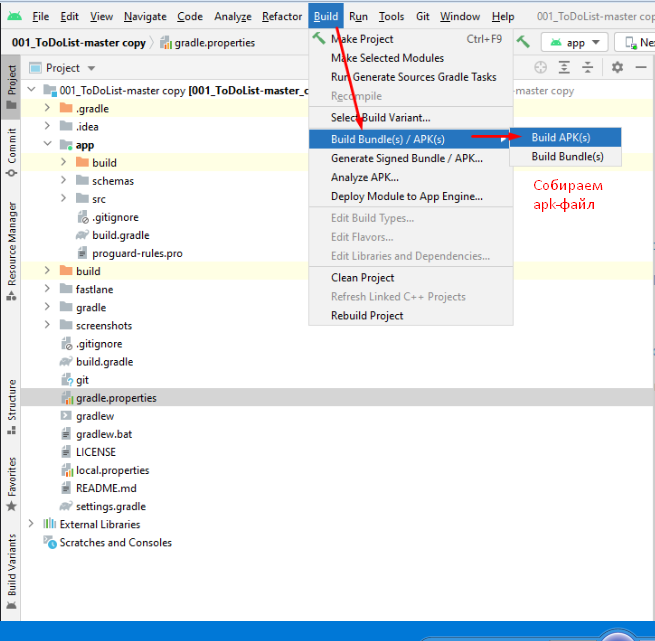 File Edit View Navigate Code Analyze Refactor Build Run Tools Git Window Help 001_ToDoList-master cop
001_ToDoList-master copy gradle.properties
app
Ne
Make Project Ctrl+F9
Make Selected Modules
Run Generate Sources Gradle Tasks
Recompile
Select Build Variant...
Build Bundle(s) / APK(s)
Generate Signed Bundle / APK...
Analyze APK...
Deploy Module to App Engine...
Edit Build Types...
Edit Flavors...
Edit Libraries and Dependencies...
Clean Project
Refresh Linked C++ Projects
Rebuild Project
Build APK(s)
Build Bundle(s)
Собираем
apk-файл
Project
Commit
Resource Manager
Structure
Favorites
Build Variants
Project
001_ToDoList-master copy [001_ToDoList-master_c
-master copy
.gradle
.idea
app
build
schemas
src
.gitignore
build.gradle
proguard-rules.pro
build
fastlane
gradle
screenshots
.gitignore
build.gradle
git
gradle.properties
gradlew
gradlew.bat
LICENSE
local.properties
README.md
settings.gradle
External Libraries
Scratches and Consoles